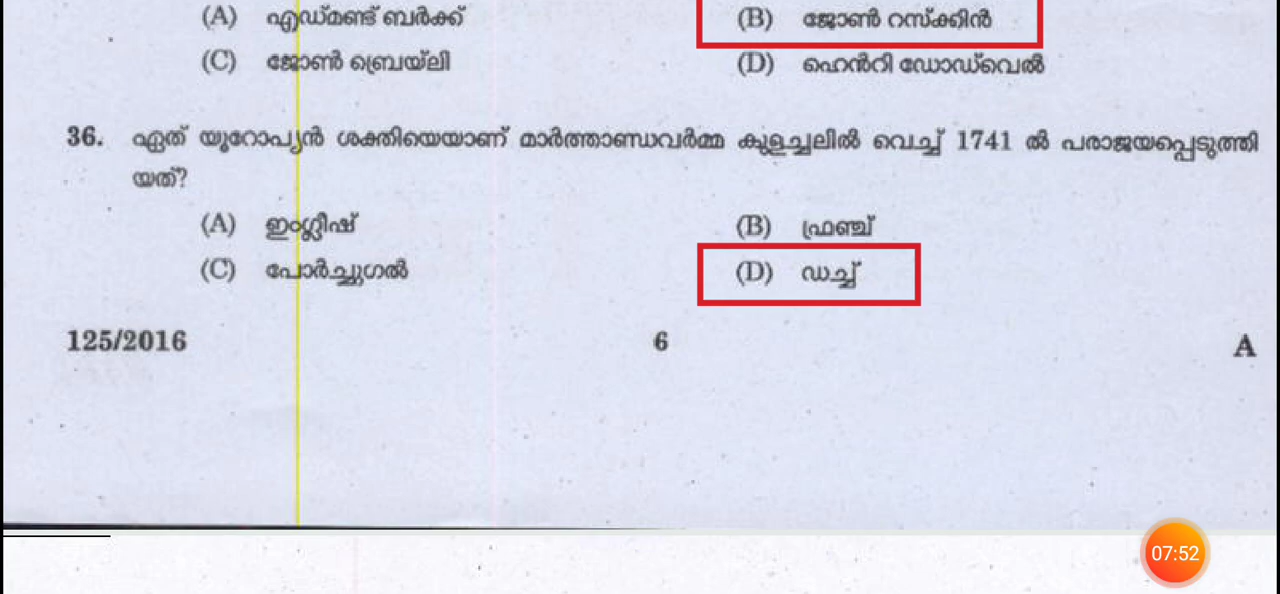 (A) എഡ്മണ്ട് ബർക്ക് (B) ജോൺ റസ്ക്കിൻ
(C) ജോൺ ബ്രെയ്‌ലി (D) ഹെൻറി ഡോഡ്‌വെൽ
36. ഏത് യൂറോപ്യൻ ശക്തിയെയാണ് മാർത്താണ്ഡവർമ്മ കുളച്ചലിൽ വെച്ച് 1741 ൽ പരാജയപ്പെടുത്തി
യത്?
(A) ഇംഗ്ലീഷ് (B) ഫ്രഞ്ച്
(C) പോർച്ചുഗൽ (D) ഡച്ച്
125/2016 6 A
07:52